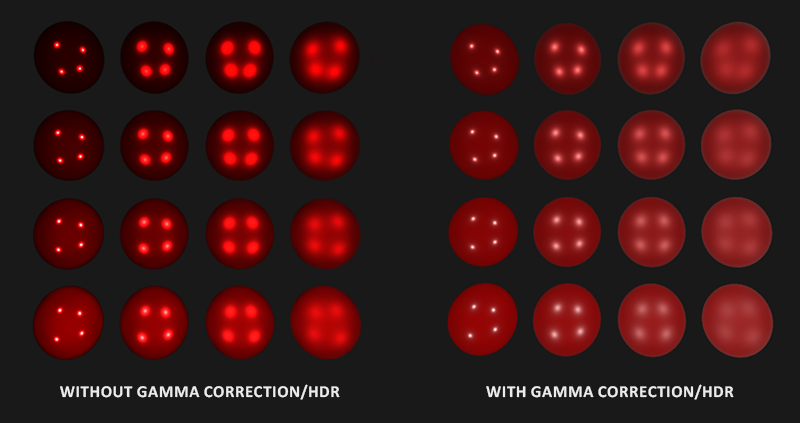 WITHOUT GAMMA CORRECTION/HDR
WITH GAMMA CORRECTION/HDR